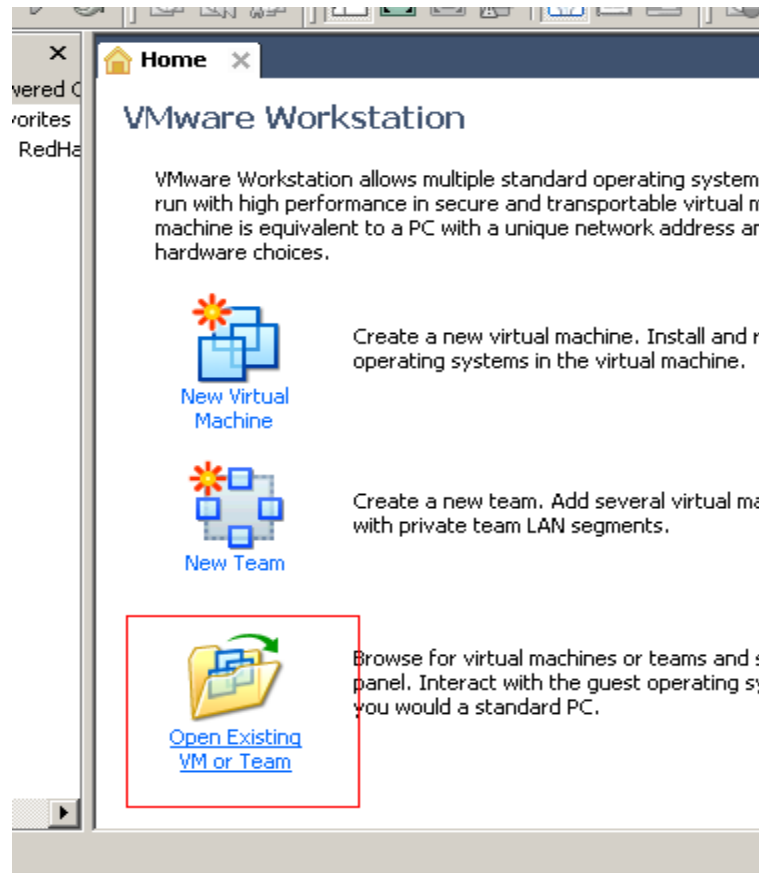 Home
vered
vorites
RedHa
VMware Workstation
VMware Workstation allows multiple standard operating system
run with high performance in secure and transportable virtual
machine is equivalent to a PC with a unique network address
hardware choices.
New Virtual
Machine
Create a new virtual machine. Install and
operating systems in the virtual machine.
New Team
Create a new team. Add several virtual ma
with private team LAN segments.
Open Existing
VM or Team
Browse for virtual machines or teams and
panel. Interact with the guest operating sy
you would a standard PC.